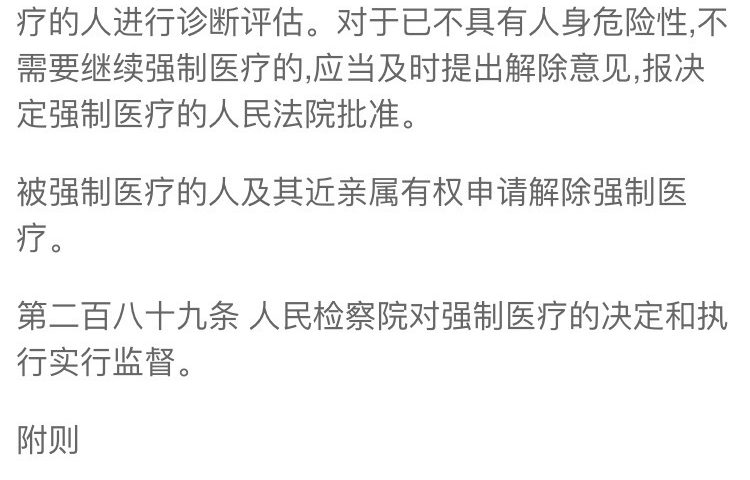 疗的人进行诊断评估。对于已不具有人身危险性,不
需要继续强制医疗的,应当及时提出解除意见,报决
定强制医疗的人民法院批准。
被强制医疗的人及其近亲属有权申请解除强制医
疗。
第二百八十九条 人民检察院对强制医疗的决定和执
行实行监督。
附则